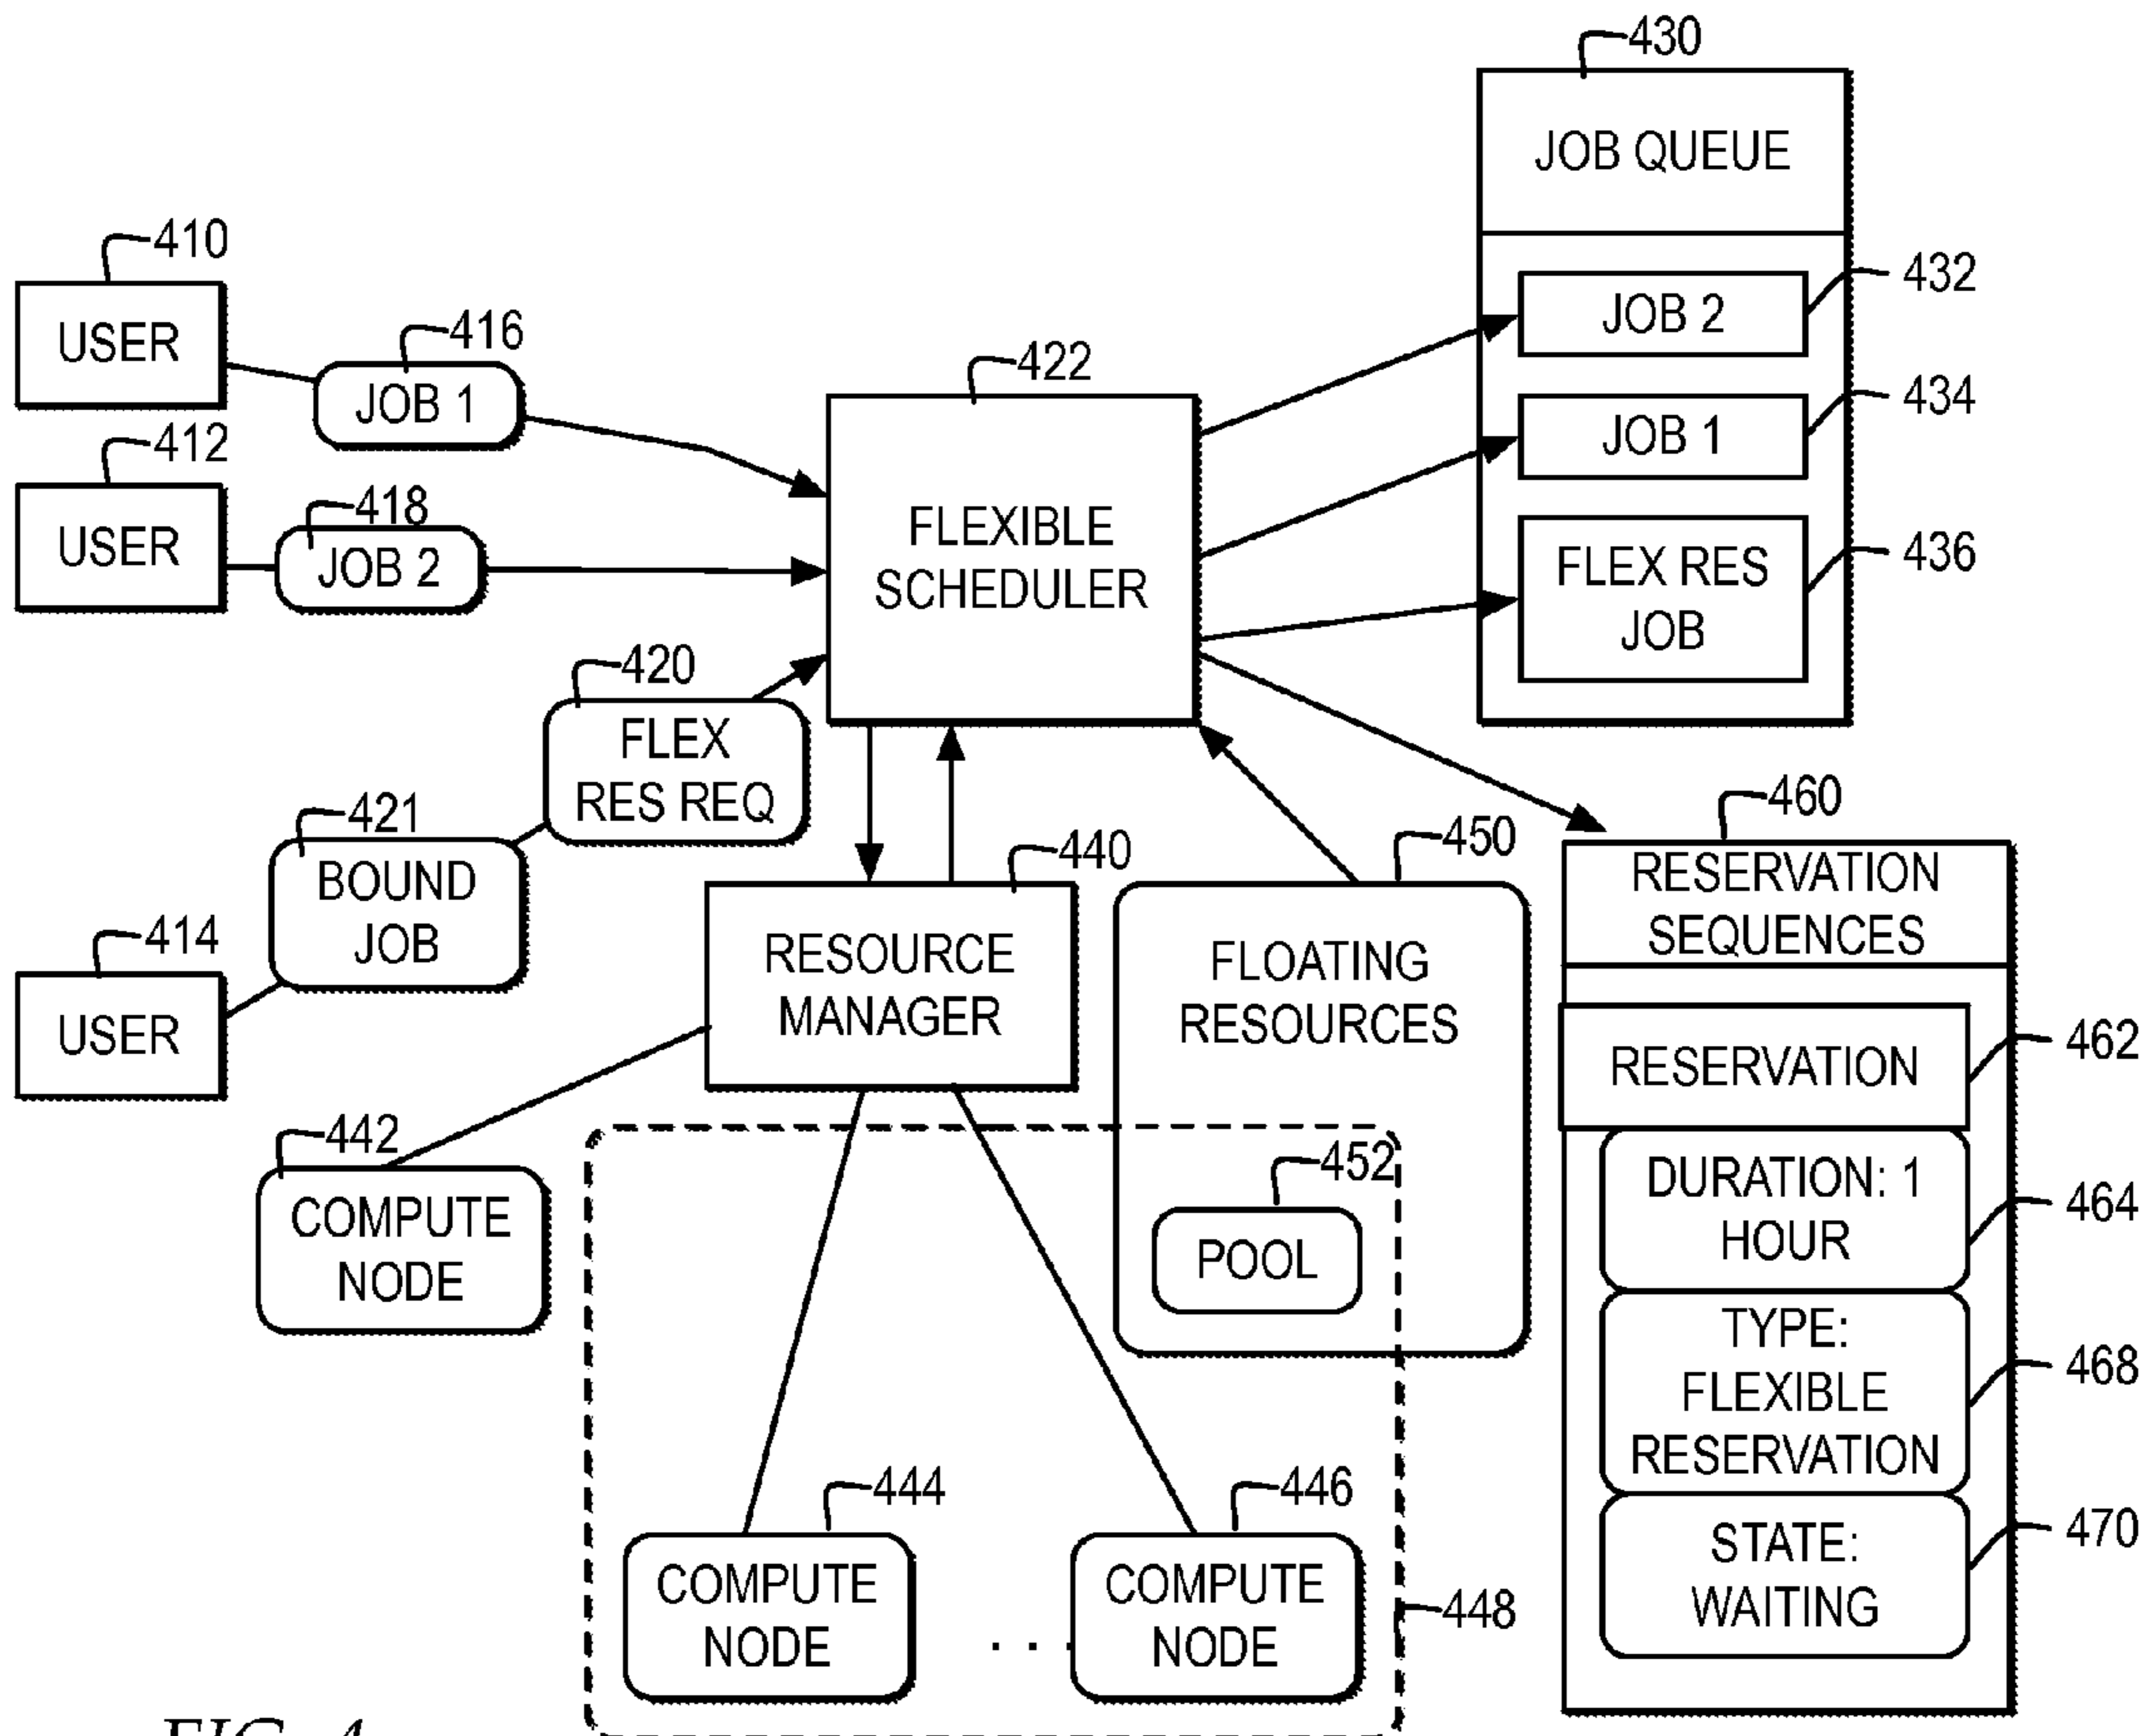 430
JOB QUEUE
410
432
USER
416
JOB 2
JOB 1
422
434
412
JOB 1
418
USER
JOB 2
FLEXIBLE
SCHEDULER
FLEX RES
JOB
436
420
FLEX
RES REQ
421
BOUND
JOB
440
450
460
RESERVATION
SEQUENCES
414
USER
RESOURCE
MANAGER
FLOATING
RESOURCES
462
RESERVATION
442
COMPUTE
NODE
452
POOL
DURATION: 1
HOUR
464
TYPE:
FLEXIBLE
RESERVATION
468
444
COMPUTE
NODE
. . .
446
COMPUTE
NODE
448
STATE:
WAITING
470
FIG. 4